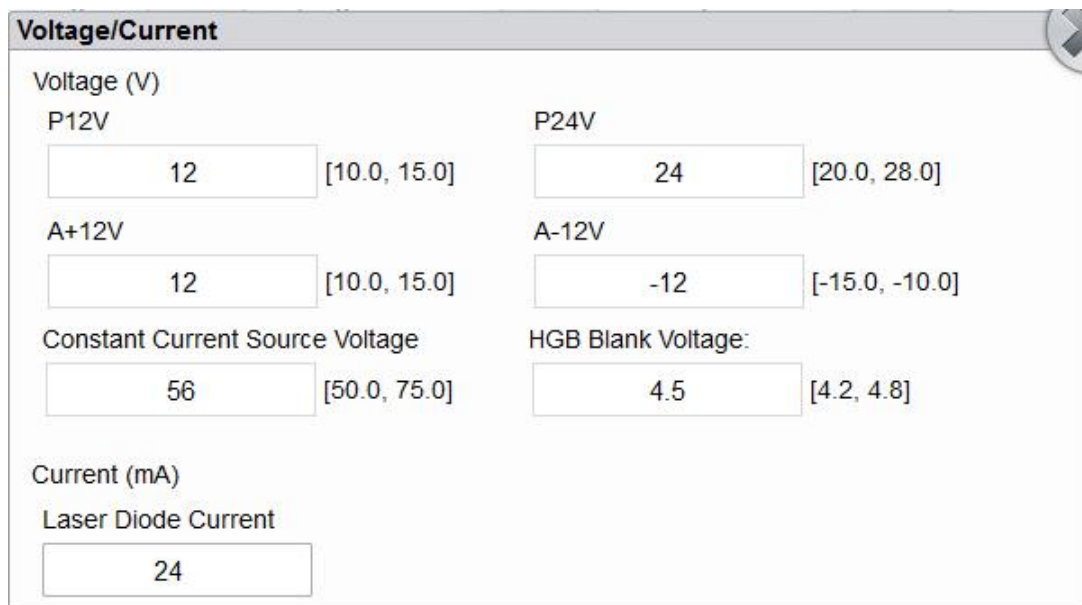 Voltage/Current
Voltage (V)
P12V P24V
12 [10.0, 15.0] 24 [20.0, 28.0]
A+12V A-12V
12 [10.0, 15.0] -12 [-15.0, -10.0]
Constant Current Source Voltage HGB Blank Voltage:
56 [50.0, 75.0] 4.5 [4.2, 4.8]
Current (mA)
Laser Diode Current
24